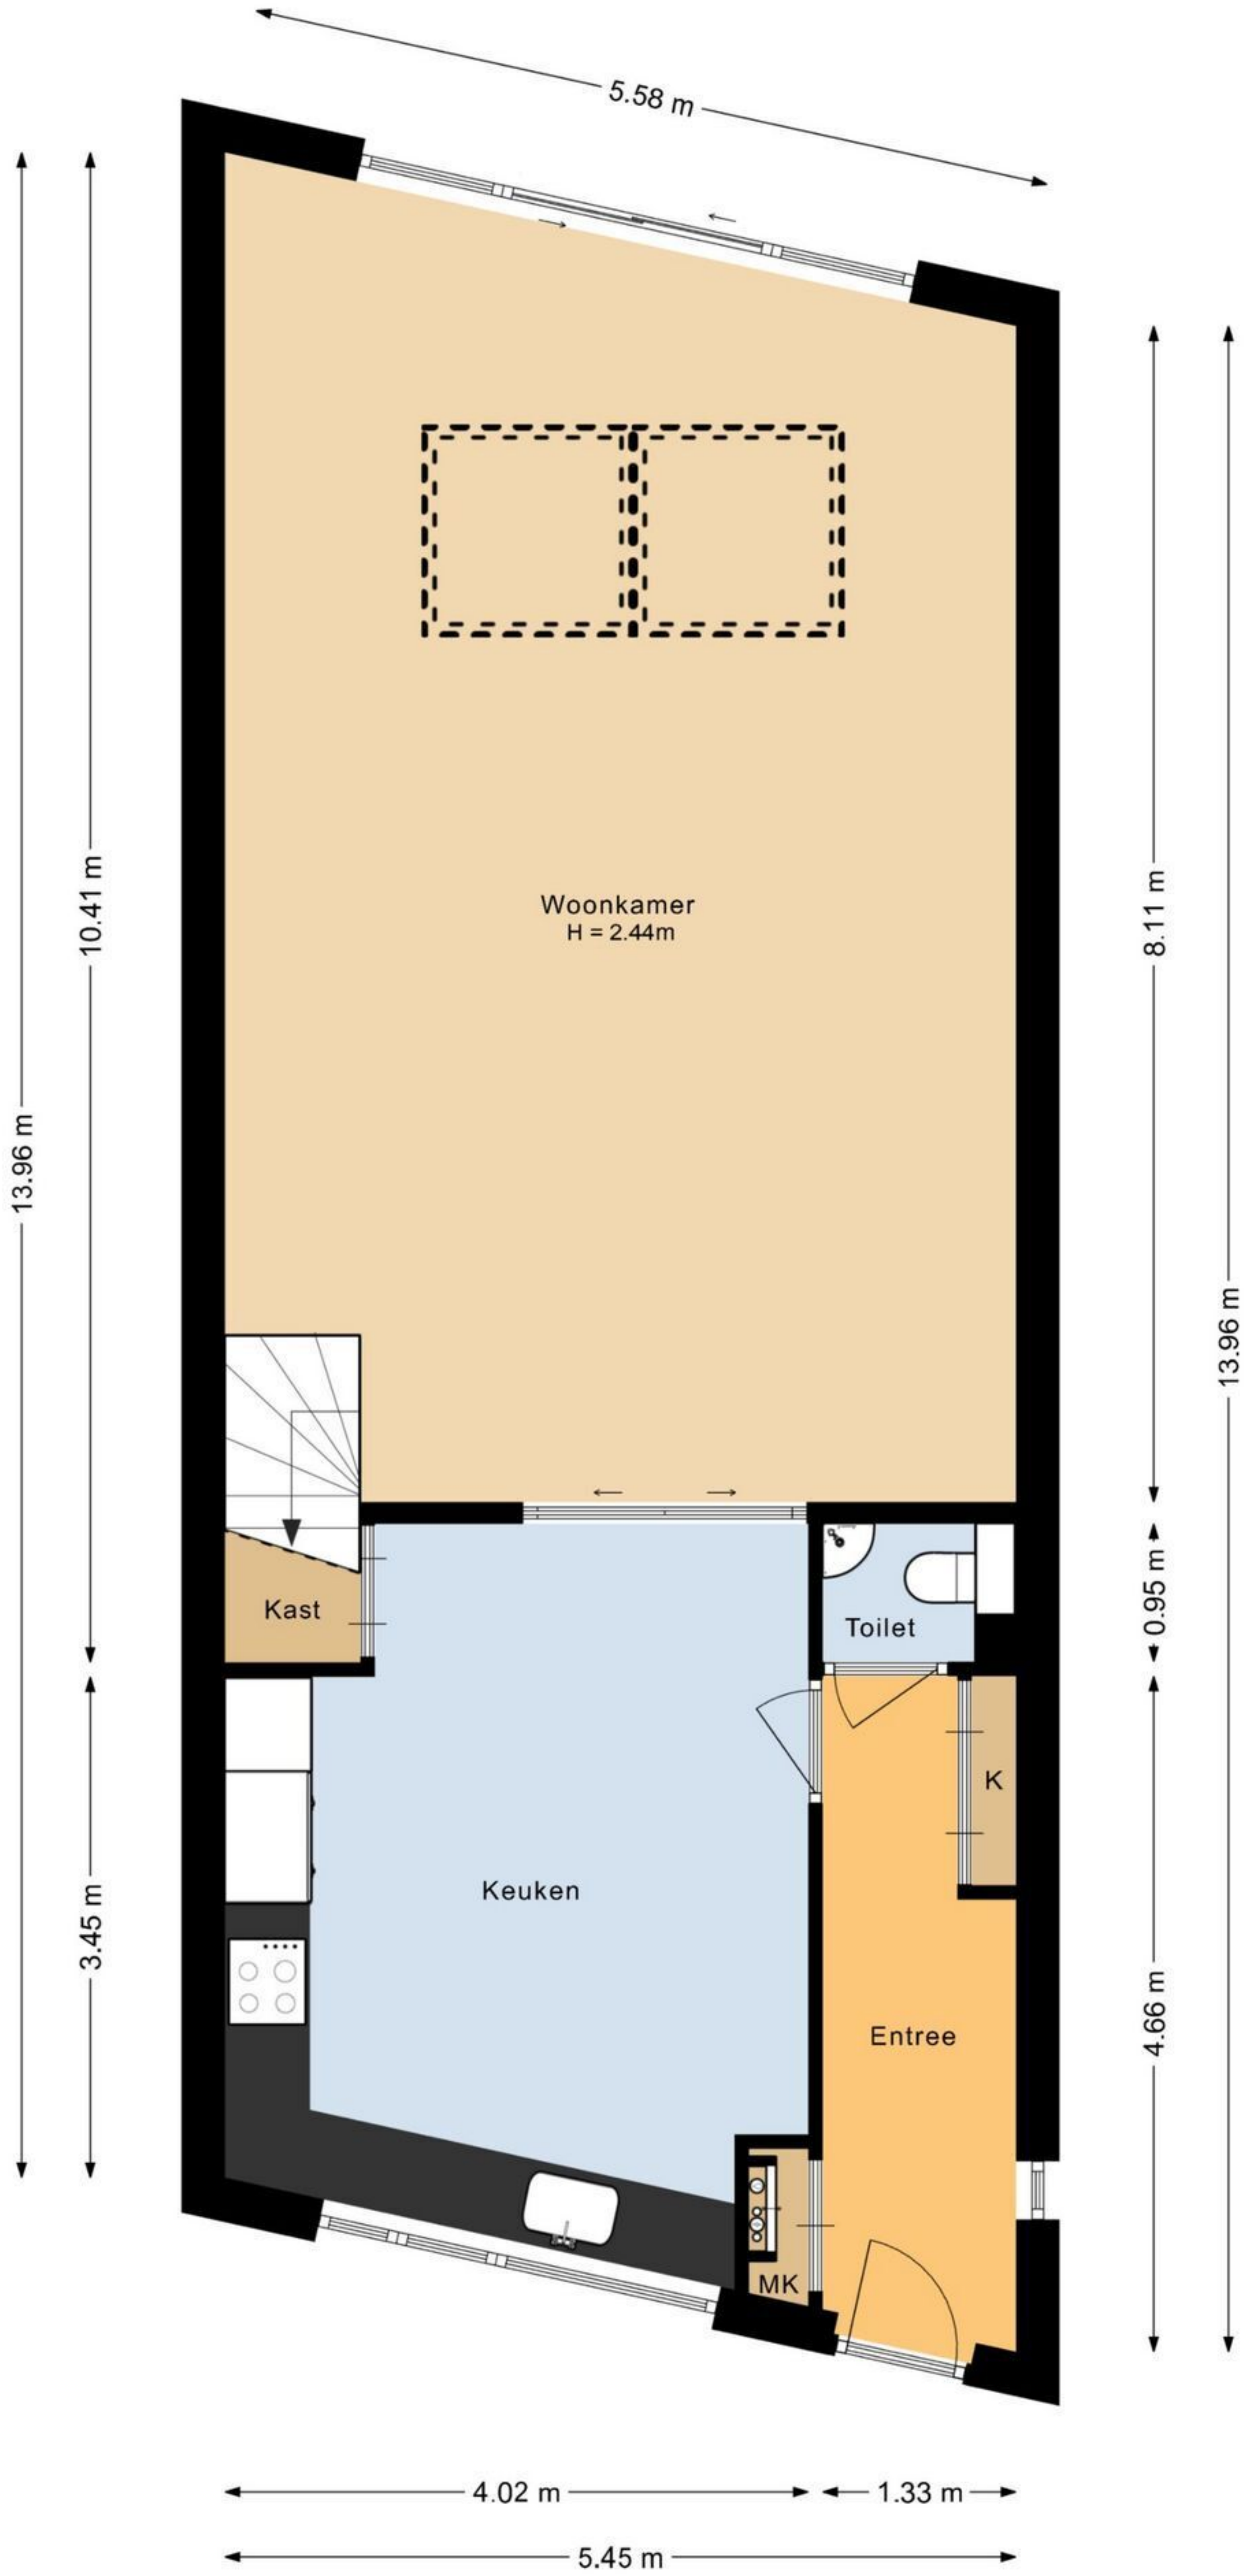 5.58 m
10.41 m
Woonkamer
H = 2.44m
8.11 m
13.96 m
13.96 m
Kast
0.95 m
Toilet
K
Keuken
3.45 m
4.66 m
Entree
MK
4.02 m
1.33 m
5.45 m